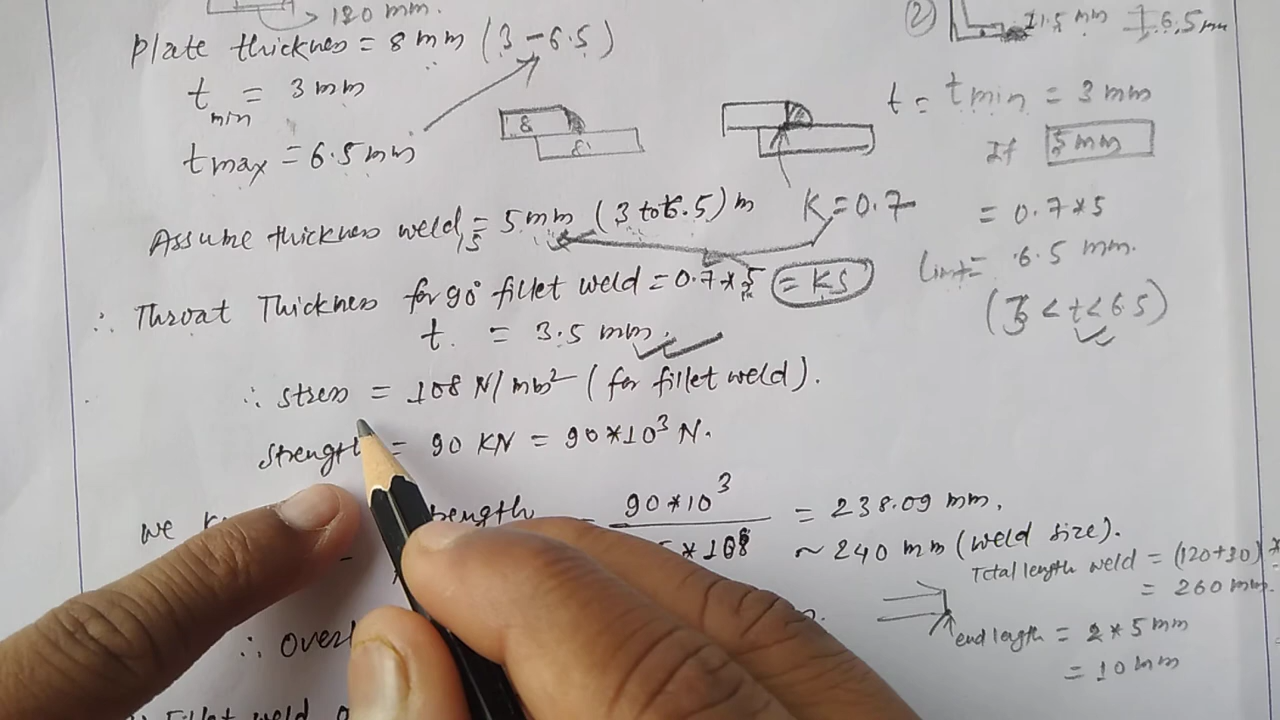 120 mm.
Plate thickness = 8 mm (3 - 6.5)
t min = 3 mm
t max = 6.5 mm
8
8
② 1.5 mm 6.5 mm
t = t min = 3 mm
If 5 mm
= 0.7*5
Limt = 6.5 mm.
(3 < t < 6.5)
Assume thickness weld, s = 5 mm (3 to 6.5) m K = 0.7
∴ Throat Thickness for 90° fillet weld = 0.7 * 5 = KS
t. = 3.5 mm.
∴ stress = 108 N/mm² (for fillet weld).
strength = 90 KN = 90*10³ N.
We
= 90*10³ / * 108 = 238.09 mm.
~ 240 mm (weld size).
Total length weld = (120+10) *
= 260 mm.
end length = 2 * 5 mm
= 10 mm
∴ over
Fillet weld